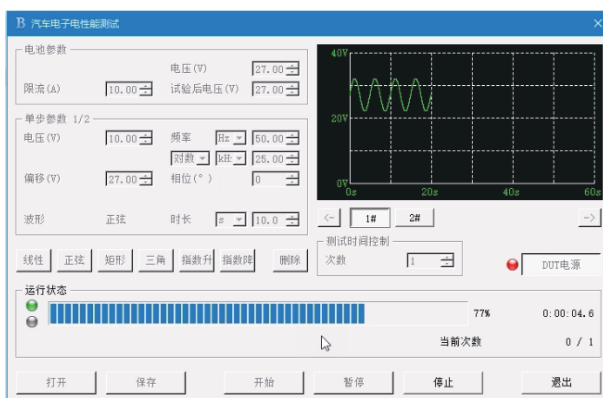 B 汽车电子电性能测试
电池参数
电压(V) 27.00
限流(A) 10.00 试验后电压(V) 27.00
单步参数 1/2
电压(V) 10.00 频率 Hz 50.00
对数 kHz 25.00
偏移(V) 27.00 相位(°) 0
波形 正弦 时长 s 10.0
线性 正弦 矩形 三角 指数升 指数降 删除
40V
20V
0V
0s 20s 40s 60s
<- 1# 2# ->
测试时间控制
次数 1
DUT电源
运行状态
77% 0:00:04.6
当前次数 0 / 1
打开 保存 开始 暂停 停止 退出